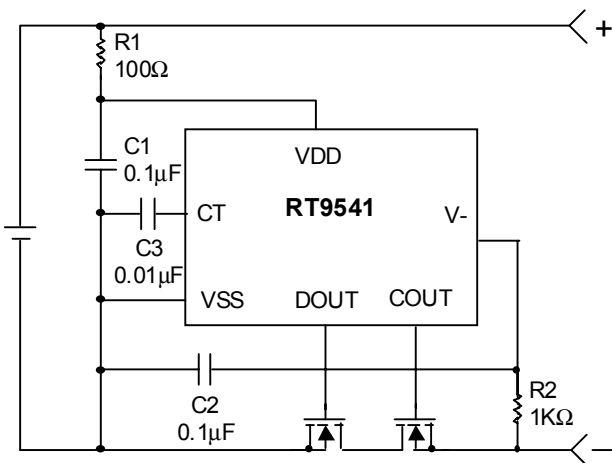 +
R1
100Ω
C1
0.1μF
VDD
RT9541
CT
V-
C3
0.01μF
VSS
DOUT
COUT
C2
0.1μF
R2
1KΩ
–